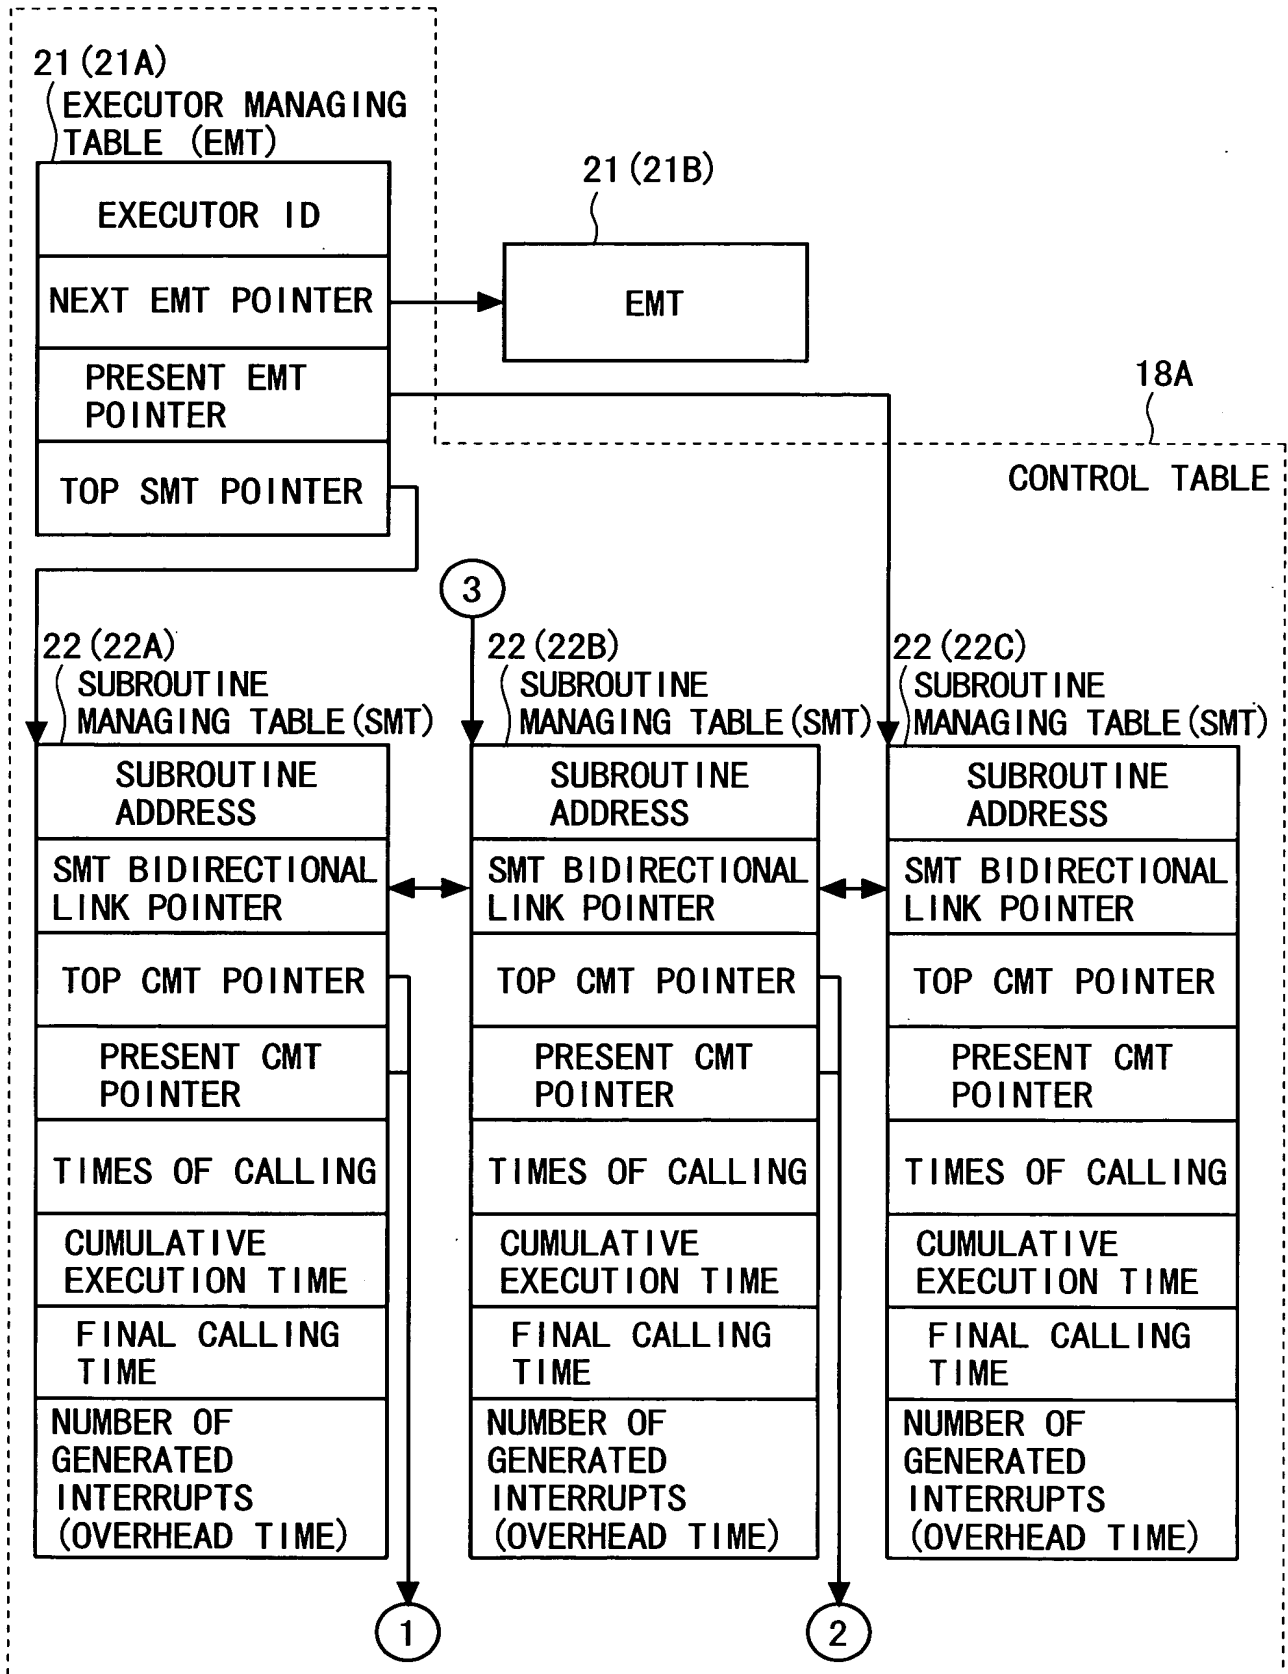 21(21A)
EXECUTOR MANAGING
TABLE (EMT)
EXECUTOR ID
NEXT EMT POINTER
PRESENT EMT
POINTER
TOP SMT POINTER
21(21B)
EMT
18A
CONTROL TABLE
3
22(22A)
SUBROUTINE
MANAGING TABLE(SMT)
SUBROUTINE
ADDRESS
SMT BIDIRECTIONAL
LINK POINTER
TOP CMT POINTER
PRESENT CMT
POINTER
TIMES OF CALLING
CUMULATIVE
EXECUTION TIME
FINAL CALLING
TIME
NUMBER OF
GENERATED
INTERRUPTS
(OVERHEAD TIME)
22(22B)
SUBROUTINE
MANAGING TABLE(SMT)
SUBROUTINE
ADDRESS
SMT BIDIRECTIONAL
LINK POINTER
TOP CMT POINTER
PRESENT CMT
POINTER
TIMES OF CALLING
CUMULATIVE
EXECUTION TIME
FINAL CALLING
TIME
NUMBER OF
GENERATED
INTERRUPTS
(OVERHEAD TIME)
22(22C)
SUBROUTINE
MANAGING TABLE(SMT)
SUBROUTINE
ADDRESS
SMT BIDIRECTIONAL
LINK POINTER
TOP CMT POINTER
PRESENT CMT
POINTER
TIMES OF CALLING
CUMULATIVE
EXECUTION TIME
FINAL CALLING
TIME
NUMBER OF
GENERATED
INTERRUPTS
(OVERHEAD TIME)
1
2